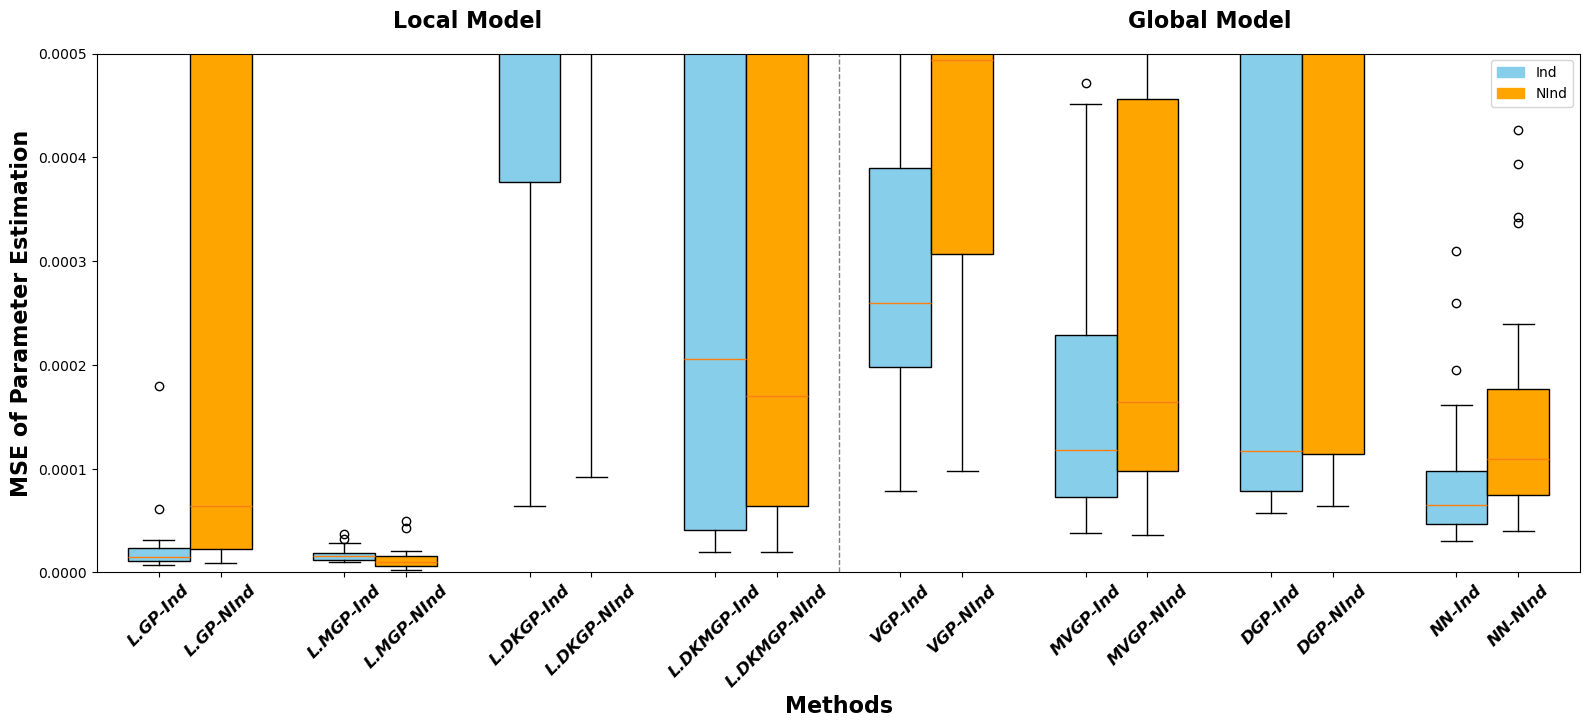 Local Model
Global Model
MSE of Parameter Estimation
0.0005
0.0004
0.0003
0.0002
0.0001
0.0000
Ind
NInd
L.GP-Ind
L.GP-NInd
L.MGP-Ind
L.MGP-NInd
L.DKGP-Ind
L.DKGP-NInd
L.DKMGP-Ind
L.DKMGP-NInd
VGP-Ind
VGP-NInd
MVGP-Ind
MVGP-NInd
DGP-Ind
DGP-NInd
NN-Ind
NN-NInd
Methods